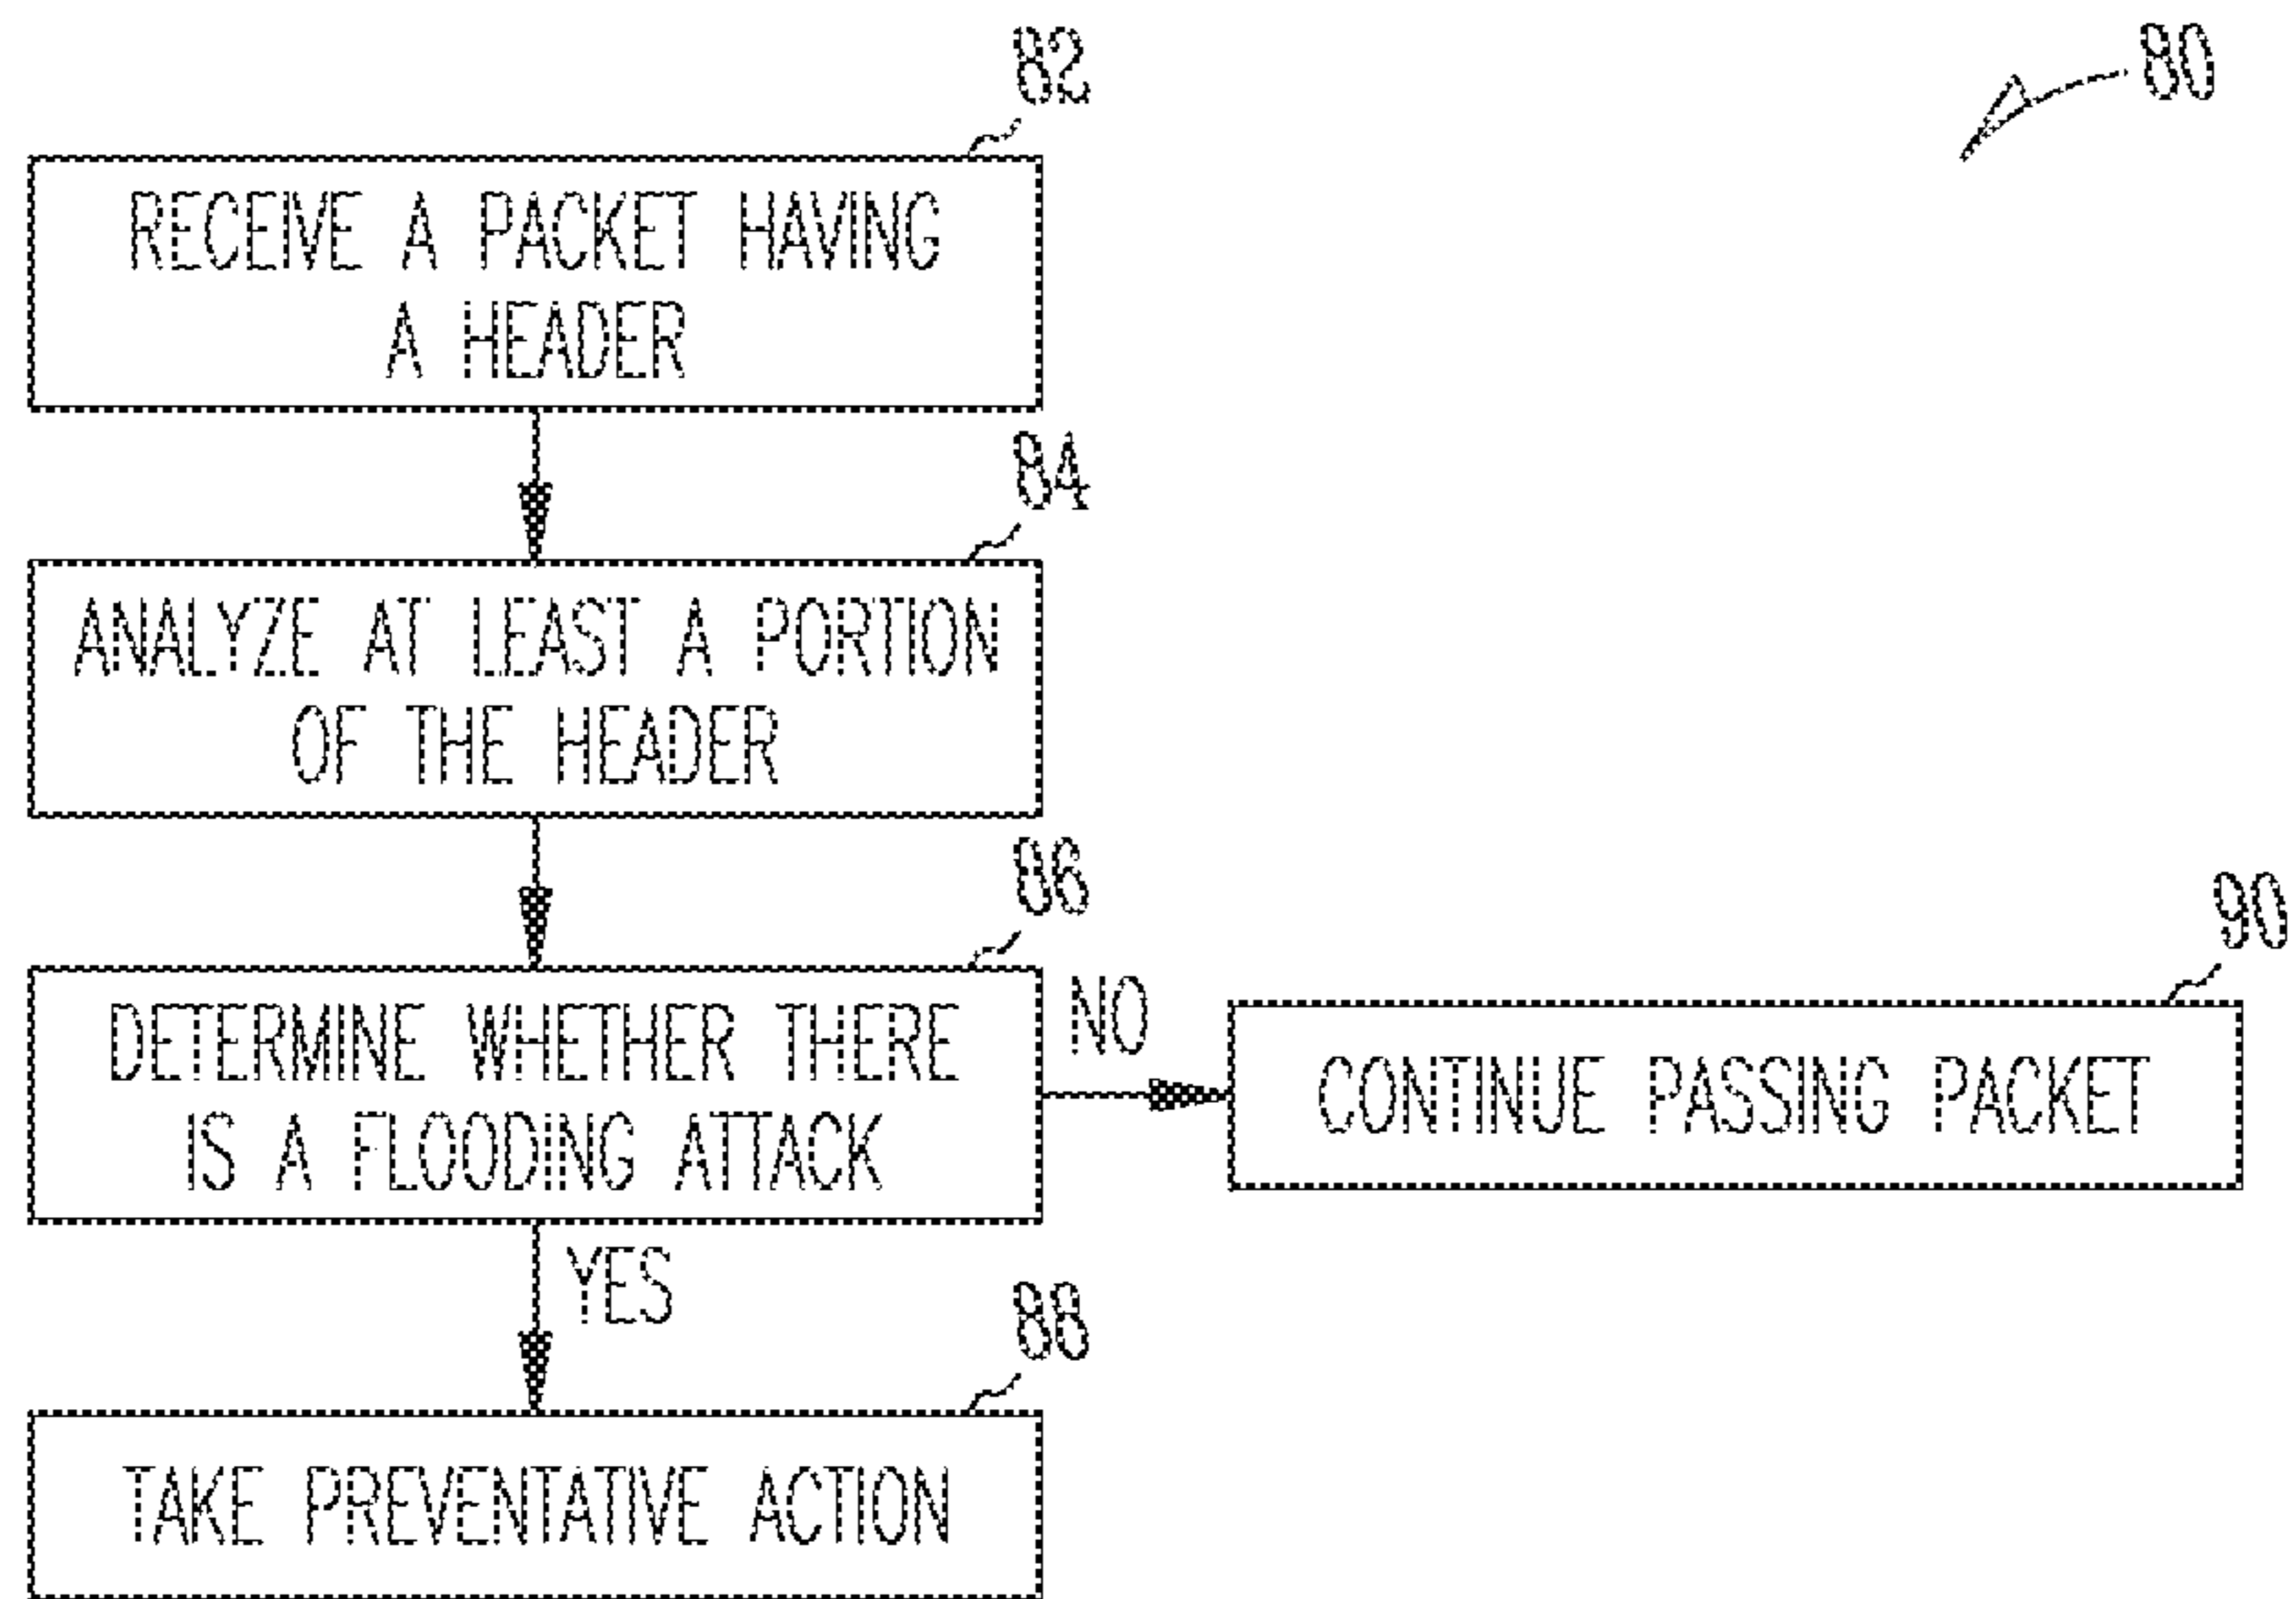 82
80
RECEIVE A PACKET HAVING
A HEADER
84
ANALYZE AT LEAST A PORTION
OF THE HEADER
86
90
DETERMINE WHETHER THERE
IS A FLOODING ATTACK
NO
CONTINUE PASSING PACKET
YES
88
TAKE PREVENTATIVE ACTION